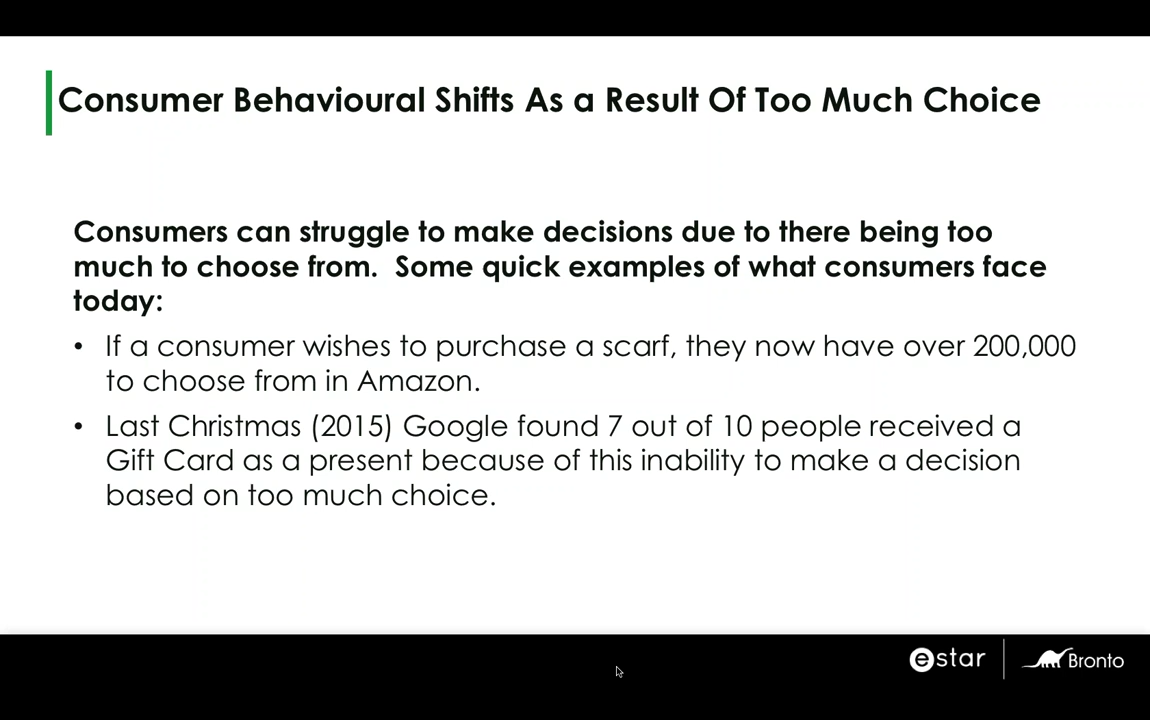 Consumer Behavioural Shifts As a Result Of Too Much Choice
Consumers can struggle to make decisions due to there being too
much to choose from.  Some quick examples of what consumers face
today:
• If a consumer wishes to purchase a scarf, they now have over 200,000
to choose from in Amazon.
• Last Christmas (2015) Google found 7 out of 10 people received a
Gift Card as a present because of this inability to make a decision
based on too much choice.
estar
Bronto